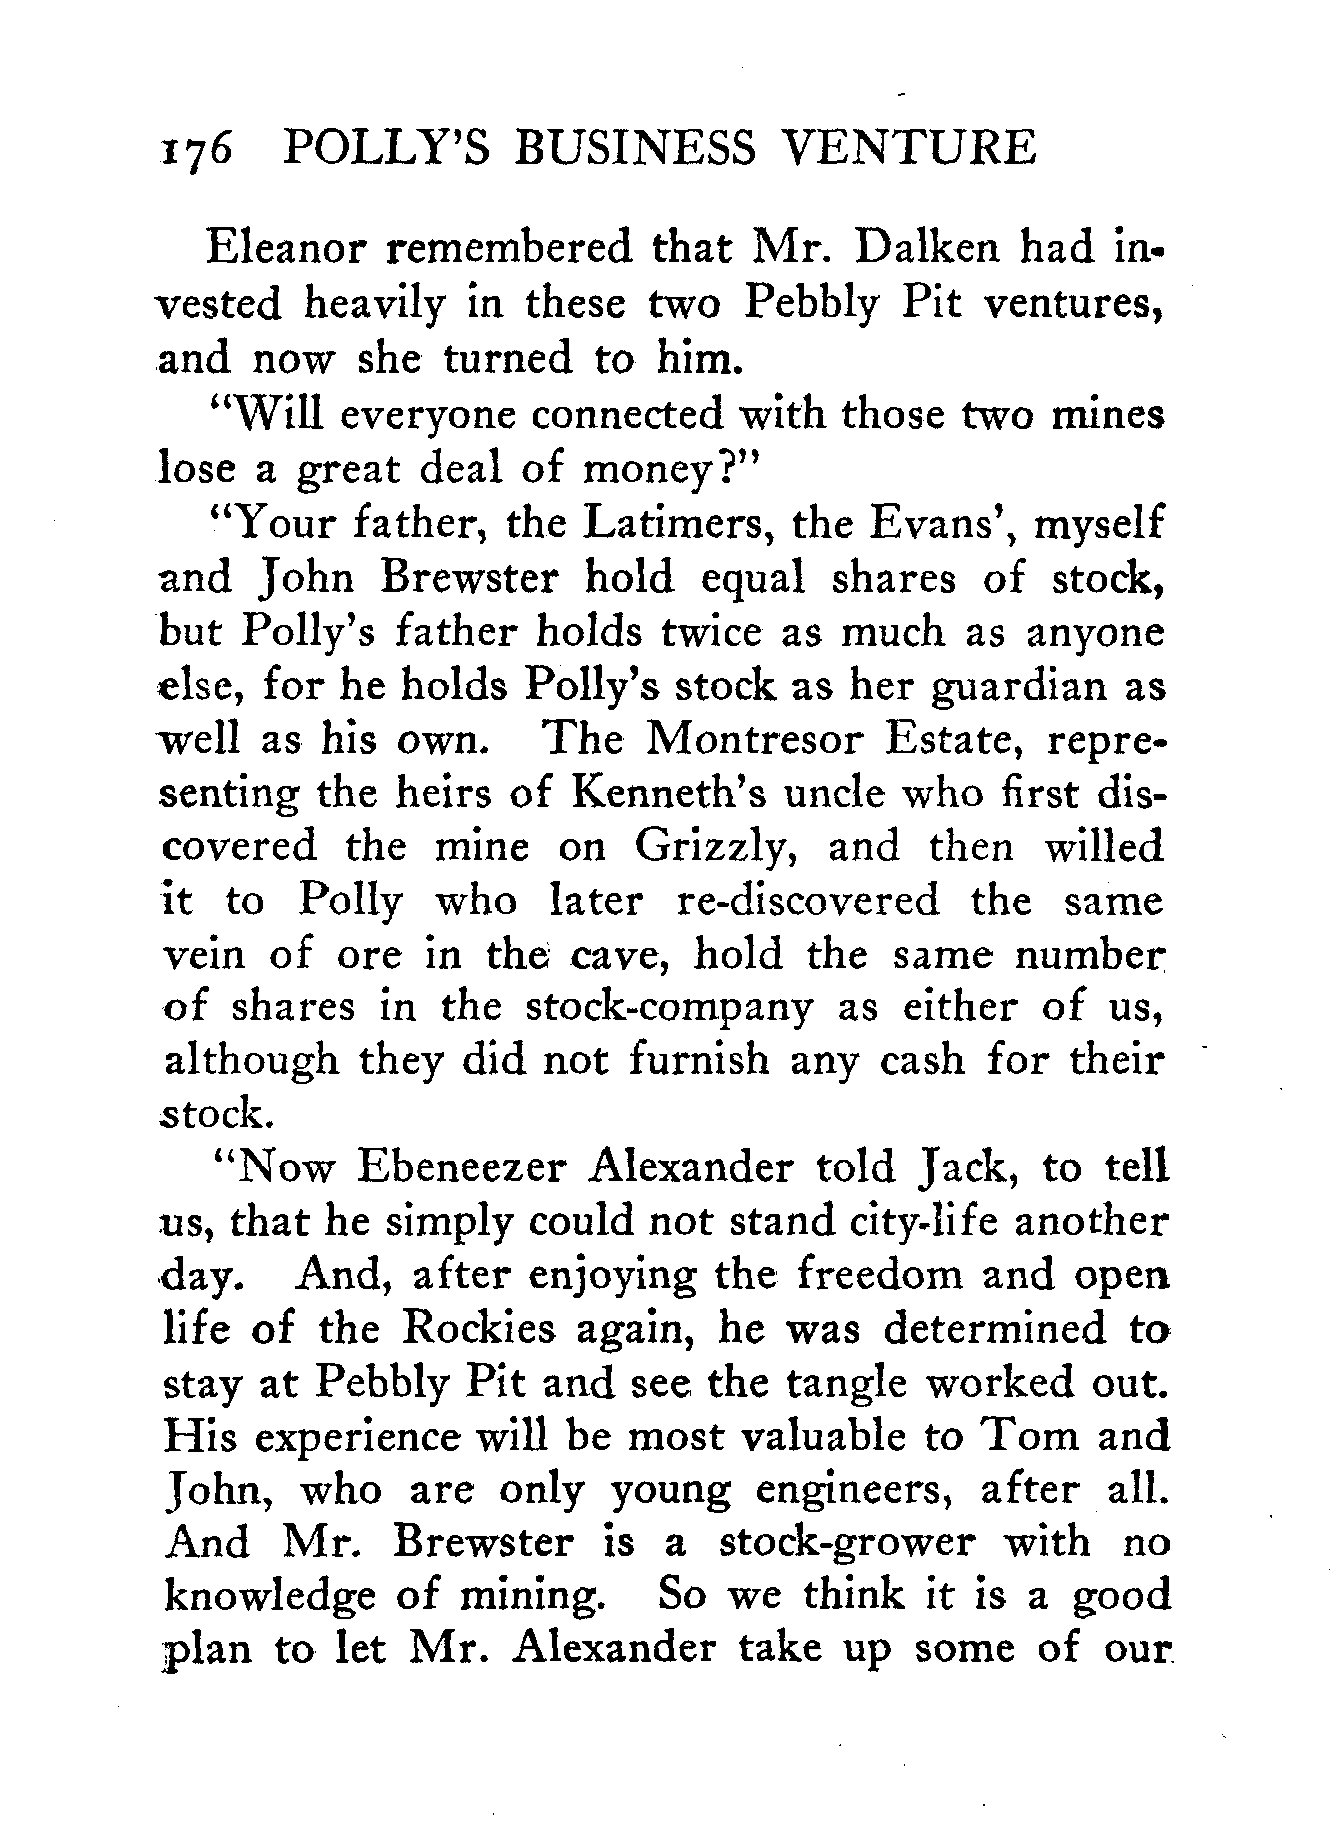 176 POLLY'S BUSINESS VENTURE
Eleanor remembered that Mr. Dalken had in-
vested heavily in these two Pebbly Pit ventures,
and now she turned to him.
"Will everyone connected with those two mines
lose a great deal of money?"
"Your father, the Latimers, the Evans', myself
and John Brewster hold equal shares of stock,
but Polly's father holds twice as much as anyone
else, for he holds Polly's stock as her guardian as
well as his own. The Montresor Estate, repre-
senting the heirs of Kenneth's uncle who first dis-
covered the mine on Grizzly, and then willed
it to Polly who later re-discovered the same
vein of ore in the cave, hold the same number
of shares in the stock-company as either of us,
although they did not furnish any cash for their
stock.
"Now Ebeneezer Alexander told Jack, to tell
us, that he simply could not stand city-life another
day. And, after enjoying the freedom and open
life of the Rockies again, he was determined to
stay at Pebbly Pit and see the tangle worked out.
His experience will be most valuable to Tom and
John, who are only young engineers, after all.
And Mr. Brewster is a stock-grower with no
knowledge of mining. So we think it is a good
plan to let Mr. Alexander take up some of our